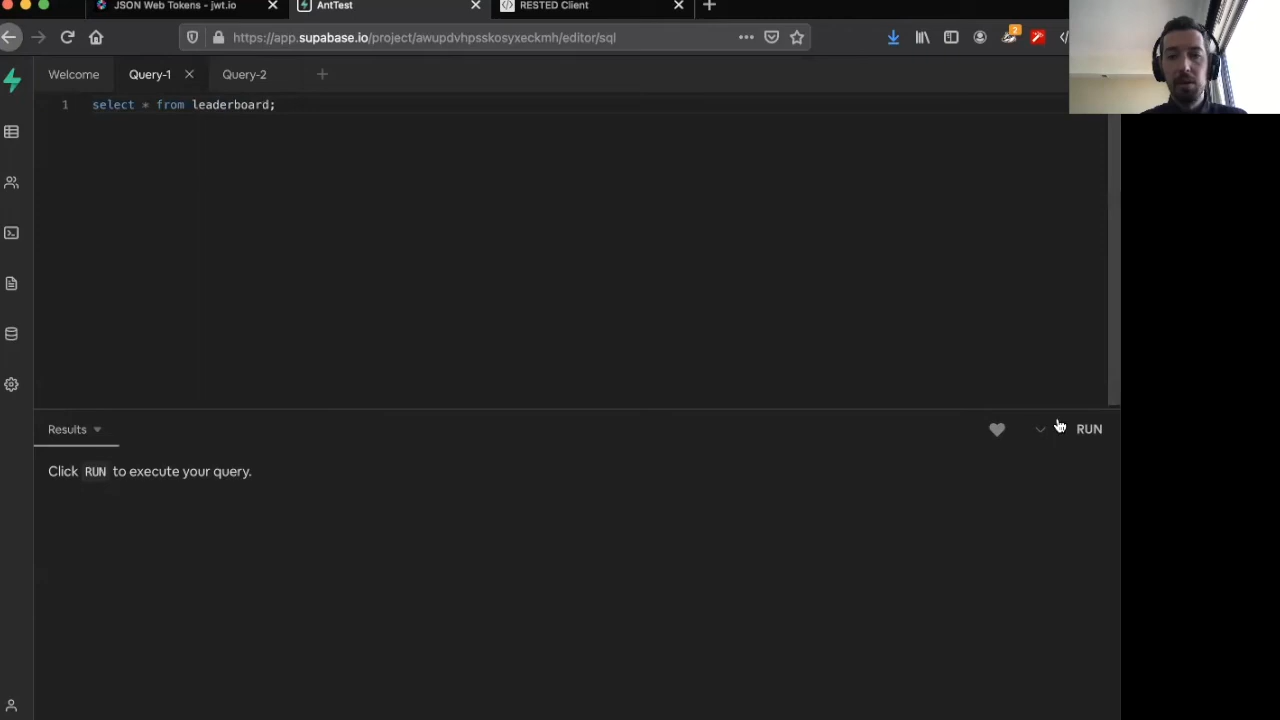 JSON Web Tokens - jwt.io
AntTest
RESTED Client
https://app.supabase.io/project/awupdvhpsskosyxeckmh/editor/sql
2
Welcome
Query-1
Query-2
1 select * from leaderboard;
Results
RUN
Click RUN to execute your query.